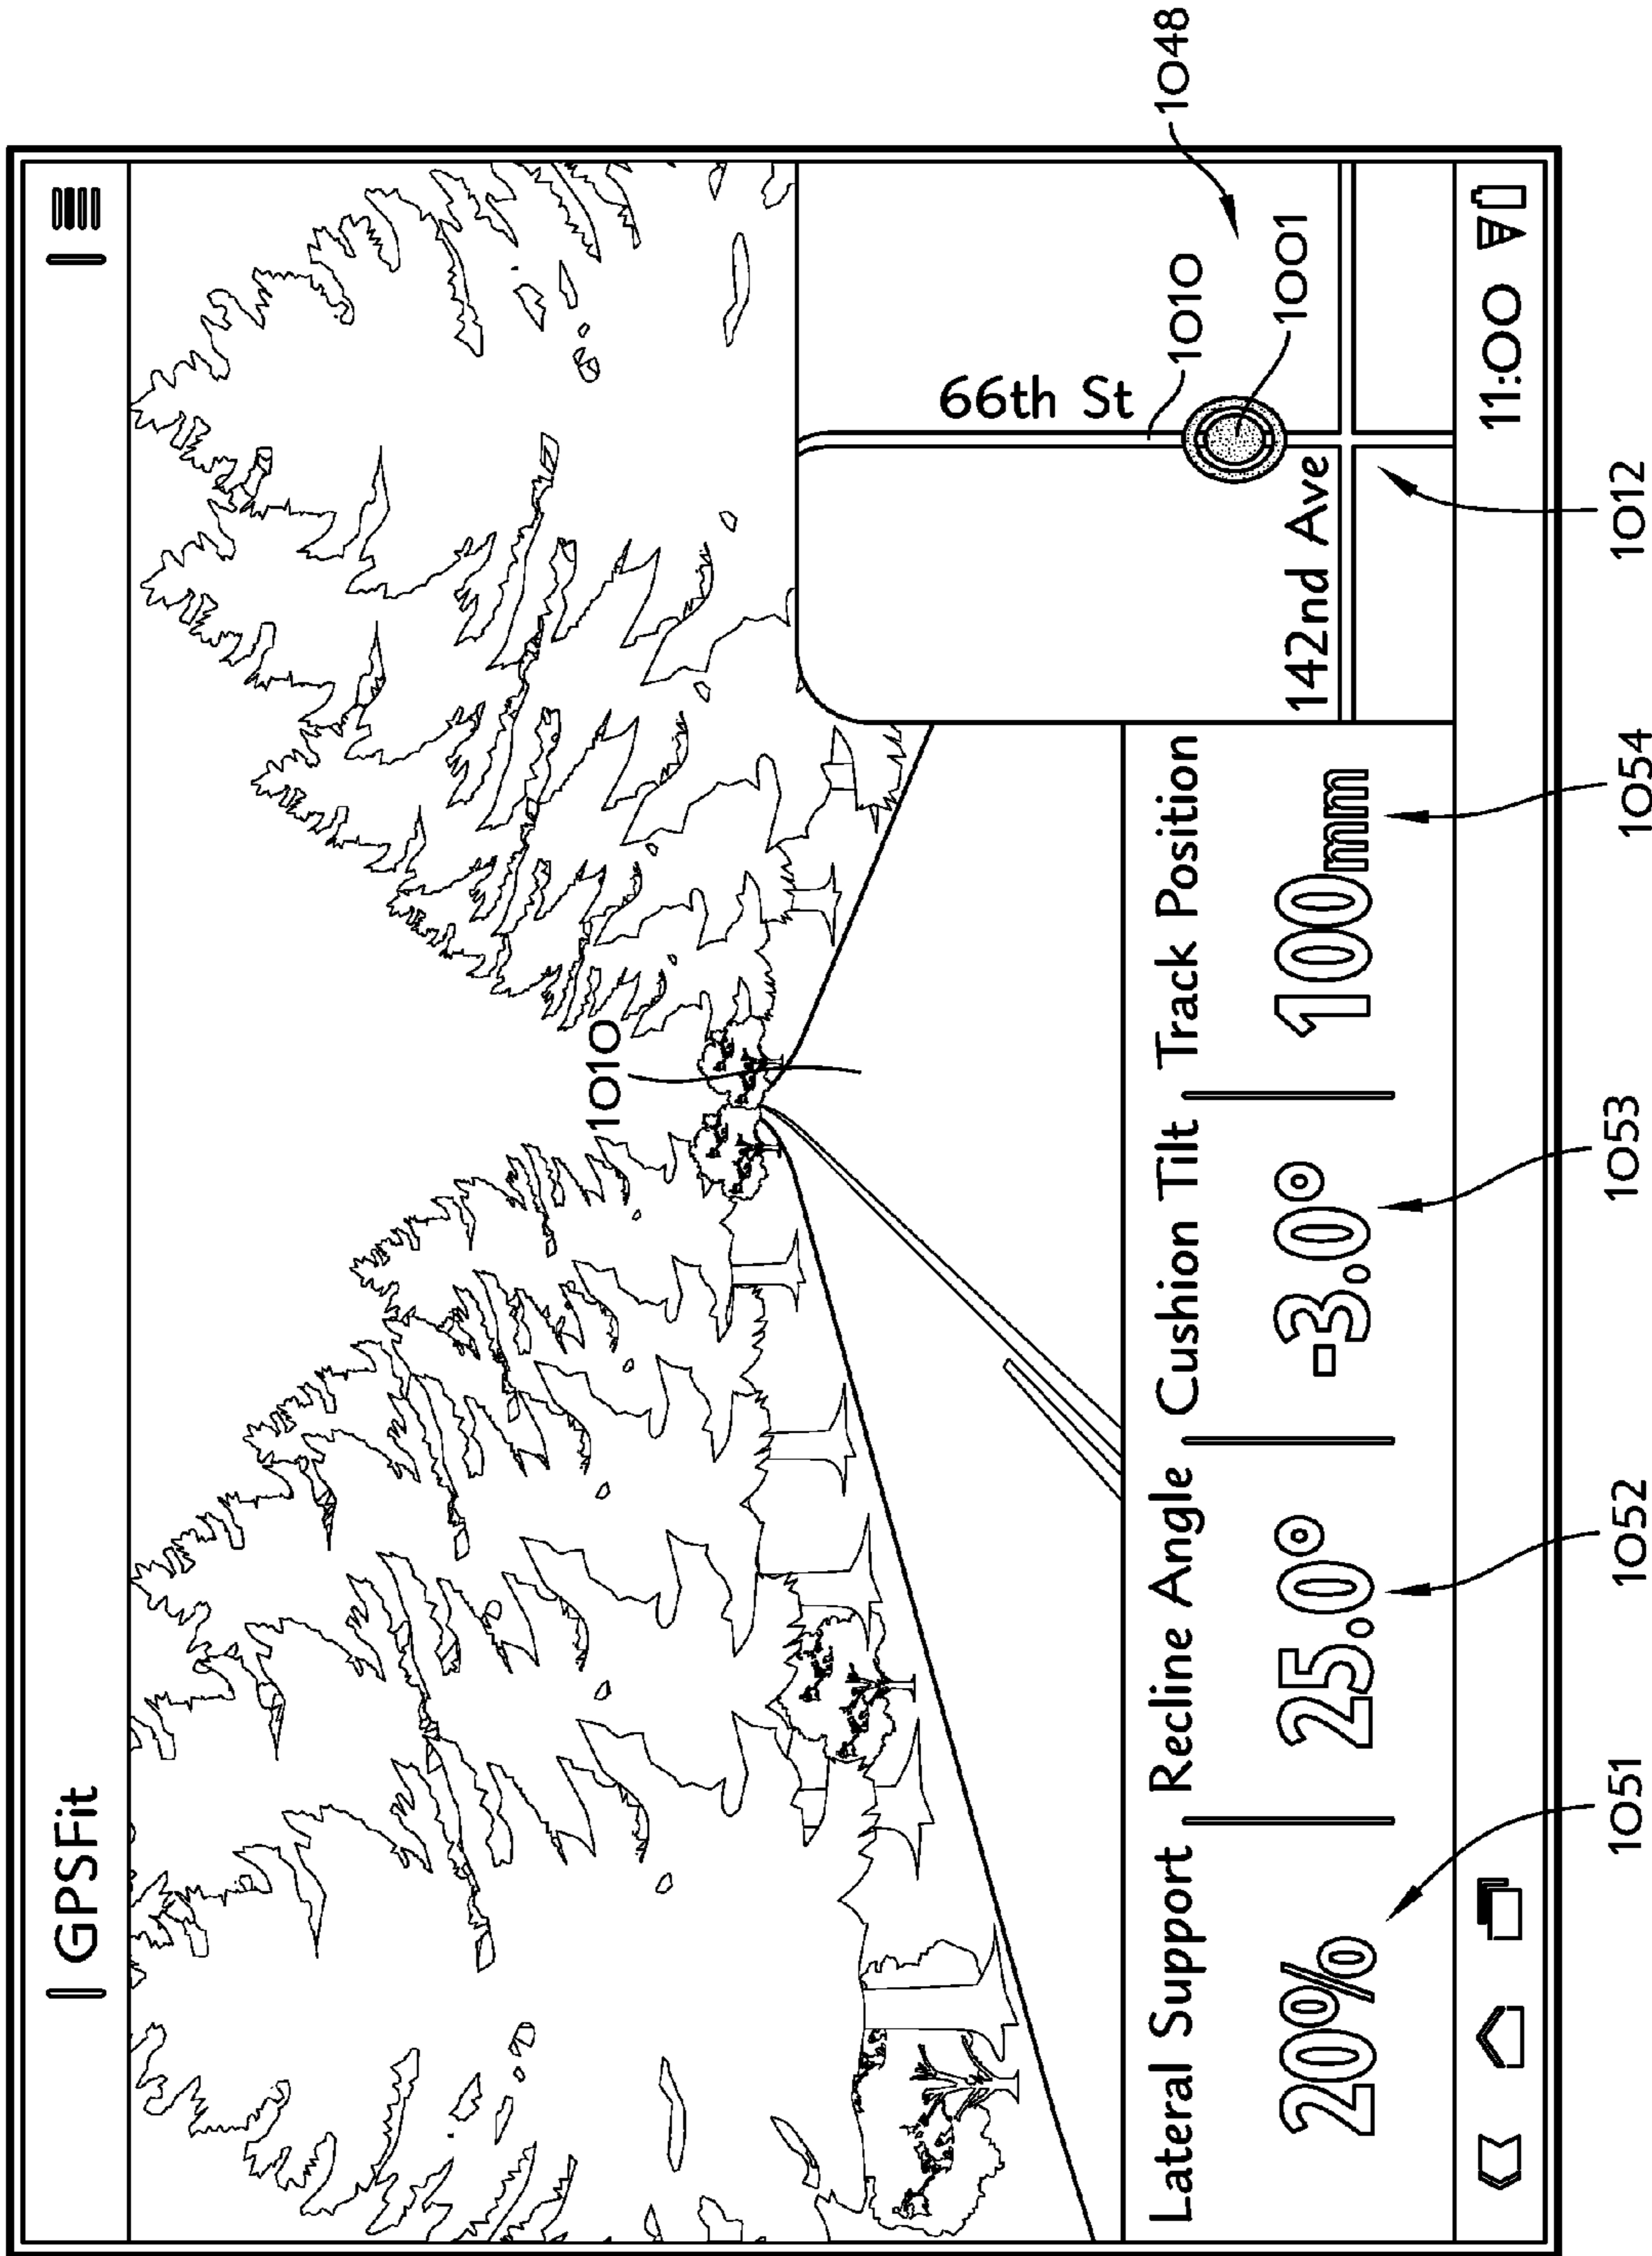 GPSFit
1010
66th St
1010
1048
1001
142nd Ave
Lateral Support
Recline Angle
Cushion Tilt
Track Position
20%
25.0°
-3.0°
100mm
11:00
1051
1052
1053
1054
1012